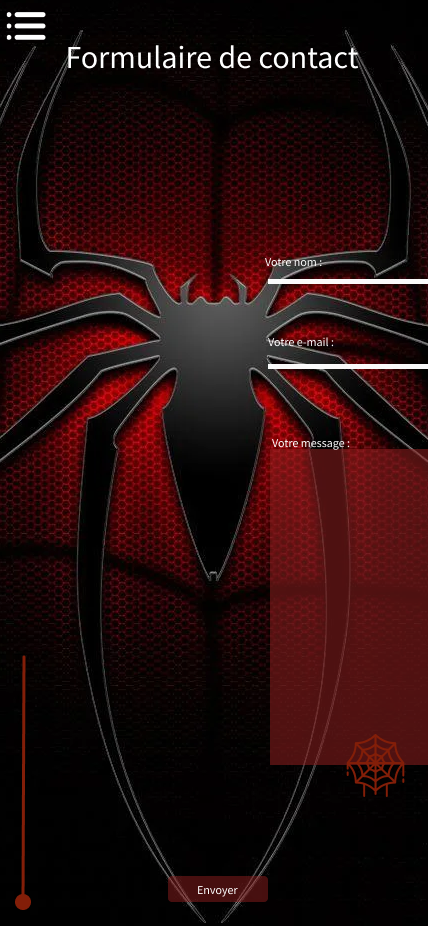 Formulaire de contact
Votre nom :
Votre e-mail :
Votre message :
Envoyer